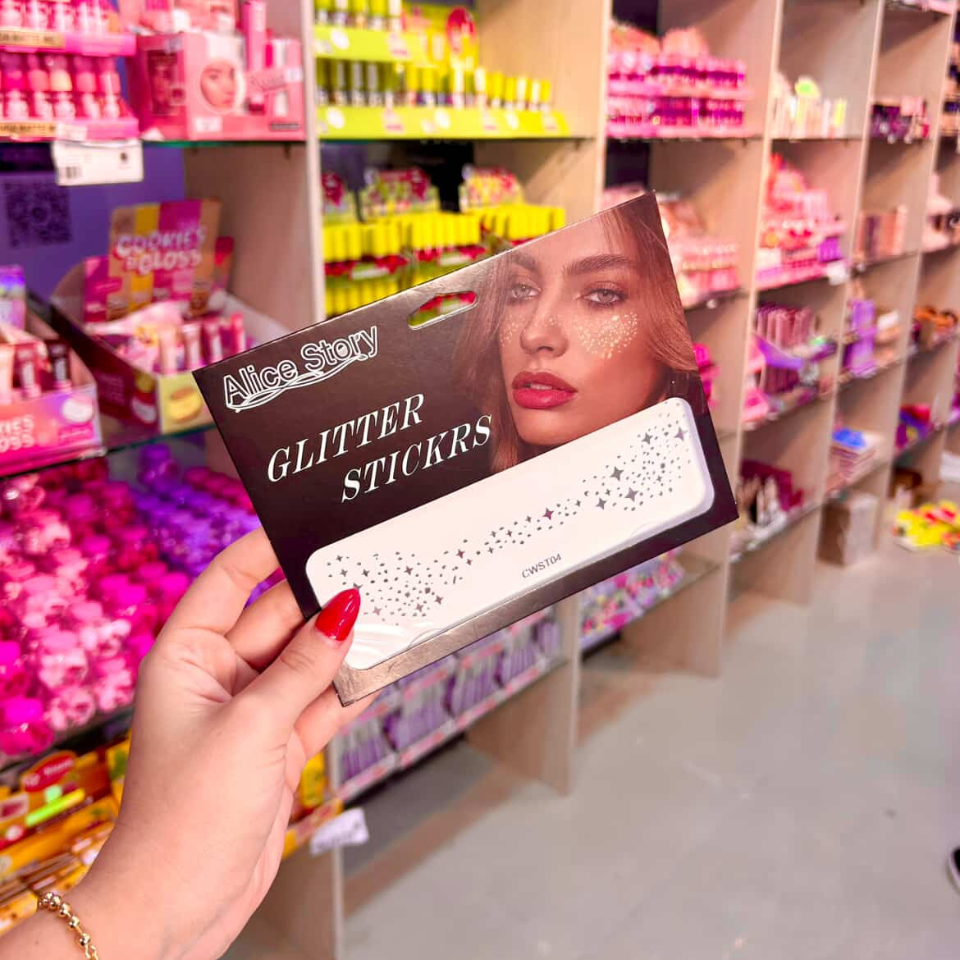 Alice Story
GLITTER
STICKRS
CWST04
COOKIES
& GLOSS